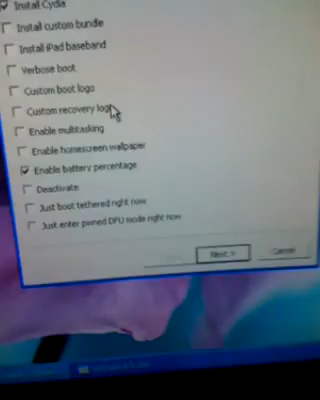 Install Cydia
Install custom bundle
Install iPad baseband
Verbose boot
Custom boot logo
Custom recovery logo
Enable multitasking
Enable homescreen wallpaper
Enable battery percentage
Deactivate
Just boot tethered right now
Just enter pwned DFU mode right now
Next >
Cancel